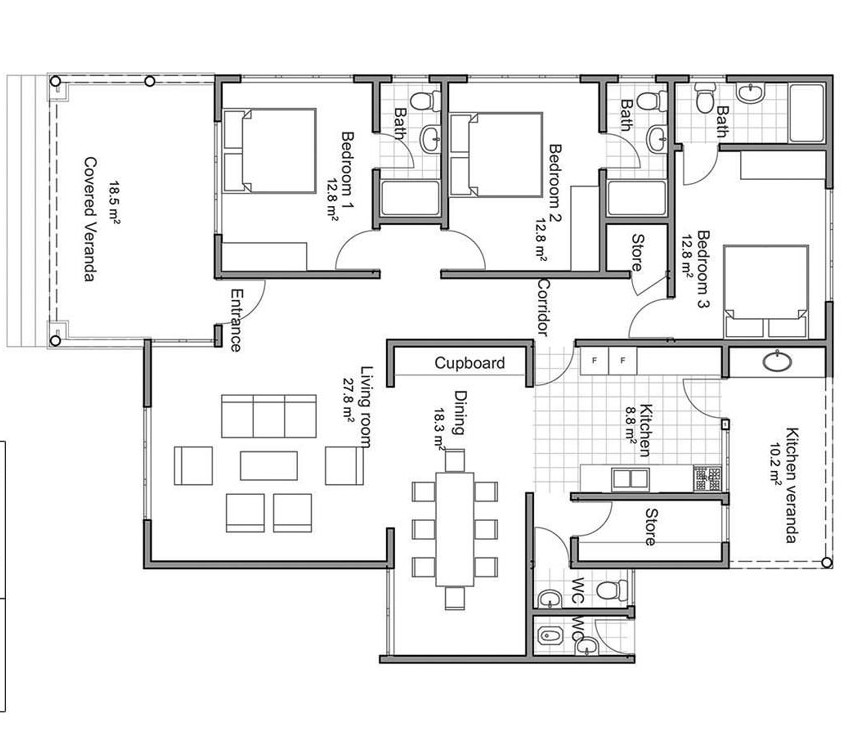 Bath
Bath
Bath
Bedroom 1
12.8 m²
Bedroom 2
12.8 m²
Bedroom 3
12.8 m²
Covered Veranda
18.5 m²
Store
Entrance
Corridor
Cupboard
Living room
27.8 m²
Dining
18.3 m²
F
F
Kitchen
8.8 m²
Kitchen veranda
10.2 m²
Store
WC
WC